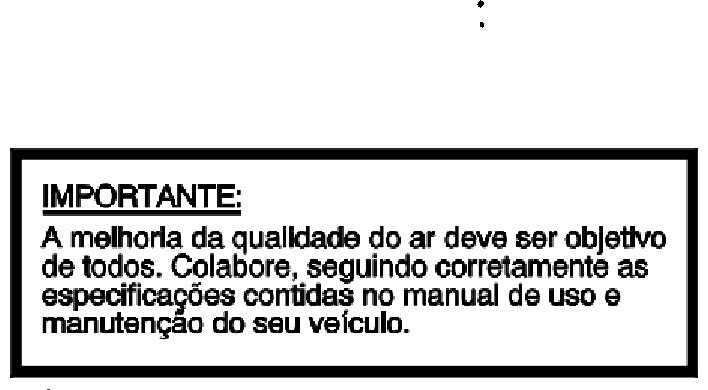 IMPORTANTE:
A melhoria da qualidade do ar deve ser objetivo
de todos. Colabore, seguindo corretamente as
especificações contidas no manual de uso e
manutenção do seu veículo.